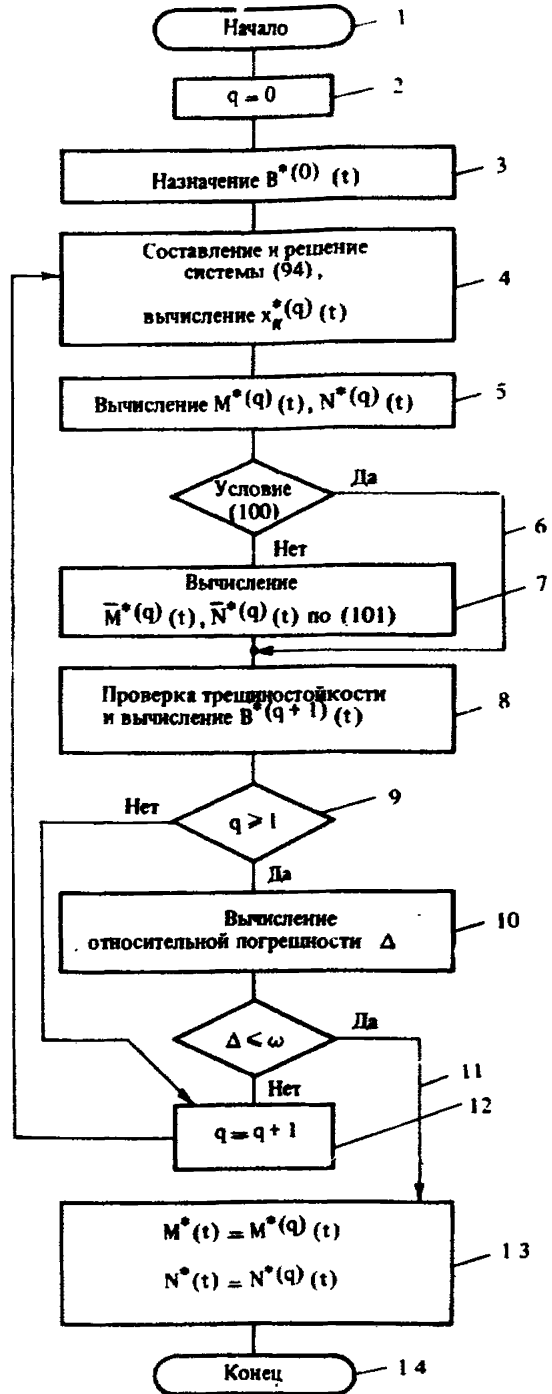 Начало
1
q = 0
2
Назначение B*(0) (t)
3
Составление и решение
системы (94),
вычисление x*(q) (t)
4
Вычисление M*(q) (t), N*(q) (t)
5
Условие
(100)
Да
6
Нет
Вычисление
M̄*(q) (t), N̄*(q) (t) по (101)
7
Проверка трещиностойкости
и вычисление B*(q + 1) (t)
8
Нет
q ⩾ 1
9
Да
Вычисление
относительной погрешности Δ
10
Δ ⩽ ω
Да
11
Нет
12
q = q + 1
M*(t) = M*(q) (t)
N*(t) = N*(q) (t)
13
Конец
14